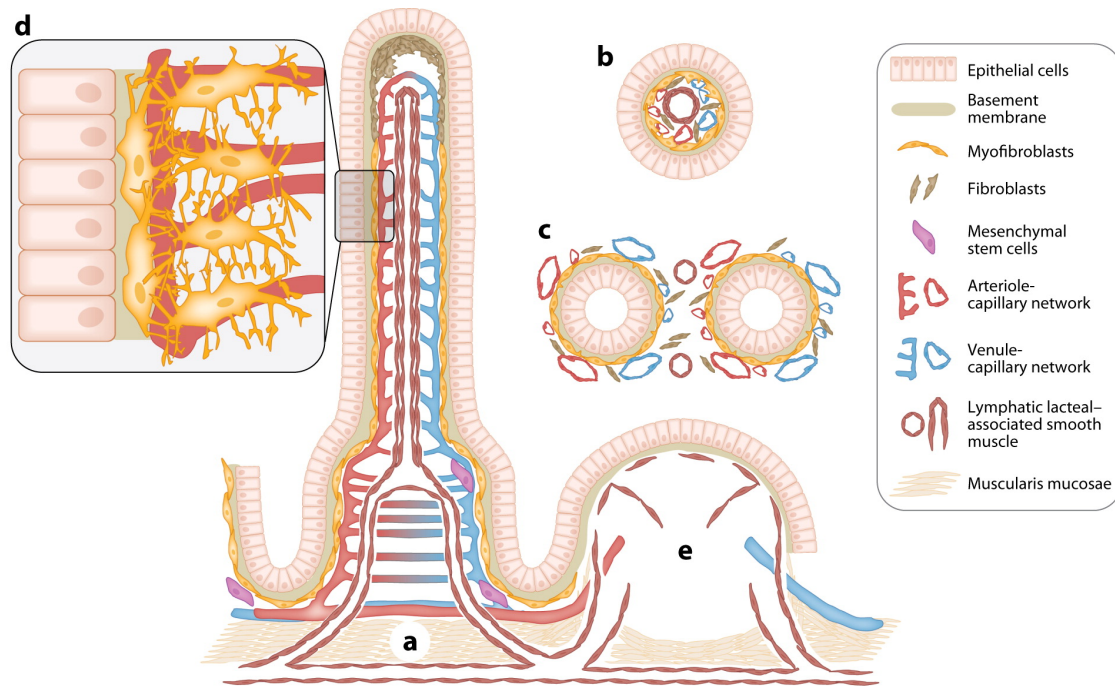 d
b
c
a
e
Epithelial cells
Basement
membrane
Myofibroblasts
Fibroblasts
Mesenchymal
stem cells
Arteriole-
capillary network
Venule-
capillary network
Lymphatic lacteal–
associated smooth
muscle
Muscularis mucosae